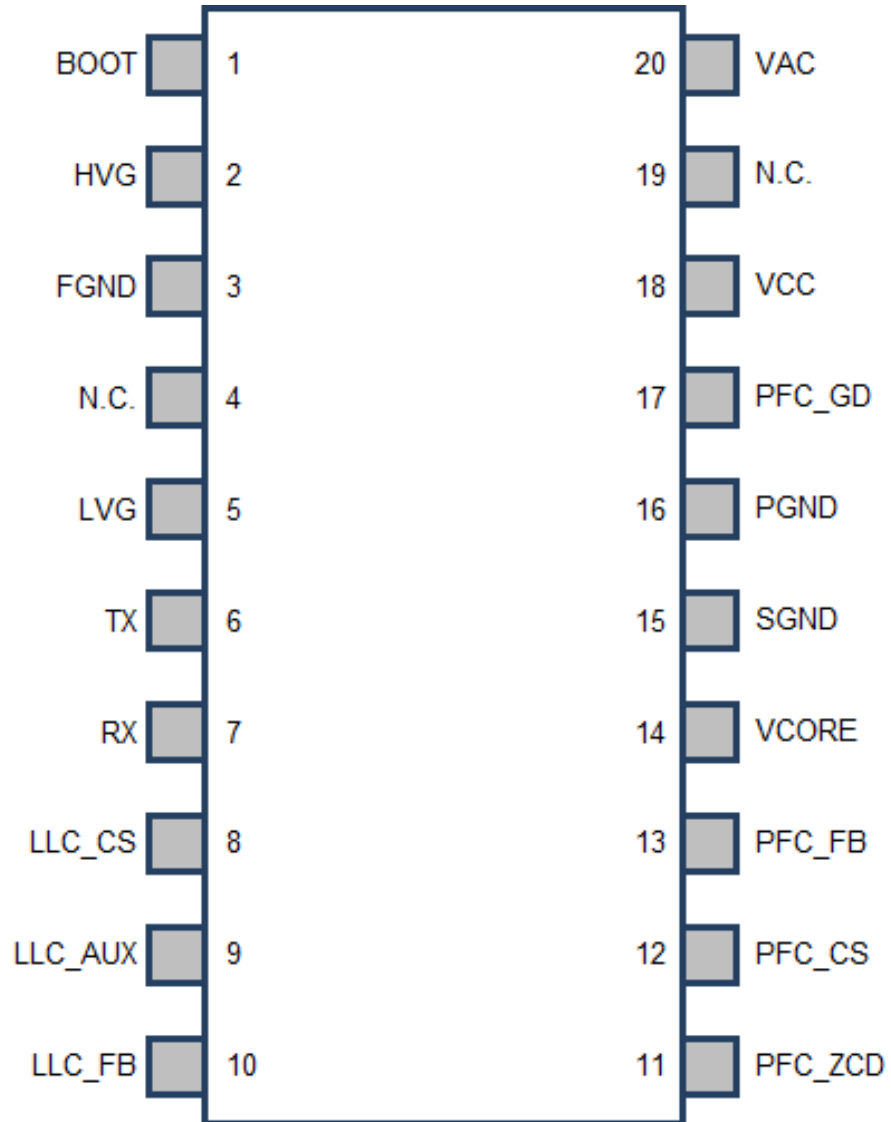 BOOT 1 20 VAC
HVG 2 19 N.C.
FGND 3 18 VCC
N.C. 4 17 PFC_GD
LVG 5 16 PGND
TX 6 15 SGND
RX 7 14 VCORE
LLC_CS 8 13 PFC_FB
LLC_AUX 9 12 PFC_CS
LLC_FB 10 11 PFC_ZCD